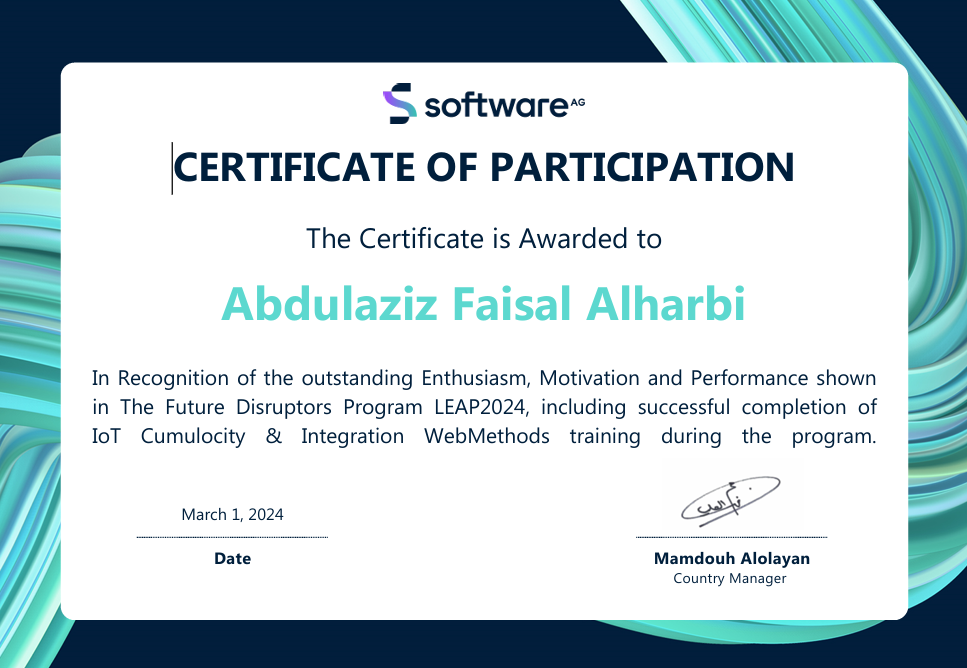 software AG
CERTIFICATE OF PARTICIPATION
The Certificate is Awarded to
Abdulaziz Faisal Alharbi
In Recognition of the outstanding Enthusiasm, Motivation and Performance shown
in The Future Disruptors Program LEAP2024, including successful completion of
IoT Cumulocity & Integration WebMethods training during the program.
March 1, 2024
Date
Mamdouh Alolayan
Country Manager